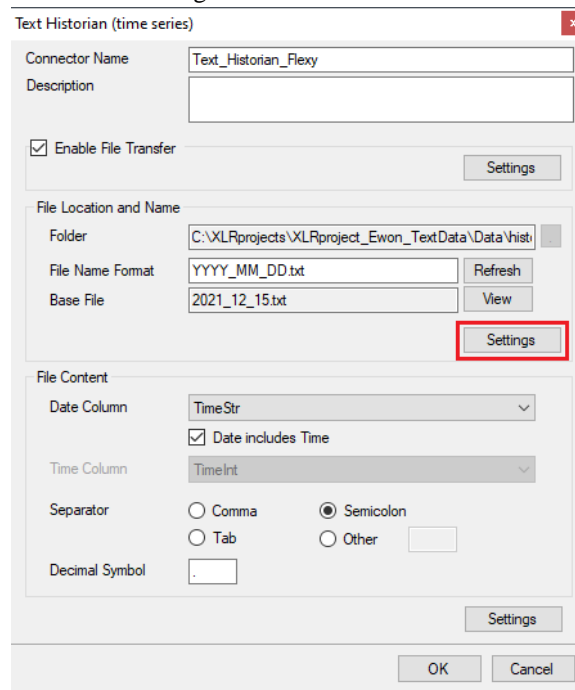 Text Historian (time series)
x
Connector Name Text_Historian_Flexy
Description
Enable File Transfer
Settings
File Location and Name
Folder C:\XLRprojects\XLRproject_Ewon_TextData\Data\hist .
File Name Format YYYY_MM_DD.txt Refresh
Base File 2021_12_15.txt View
Settings
File Content
Date Column TimeStr
Date includes Time
Time Column TimeInt
Separator Comma Semicolon
Tab Other
Decimal Symbol .
Settings
OK Cancel